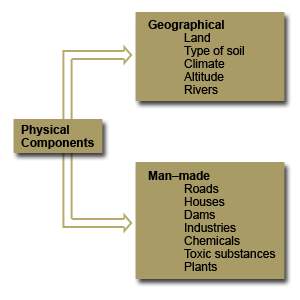 Geographical
Land
Type of soil
Climate
Altitude
Rivers
Physical
Components
Man–made
Roads
Houses
Dams
Industries
Chemicals
Toxic substances
Plants